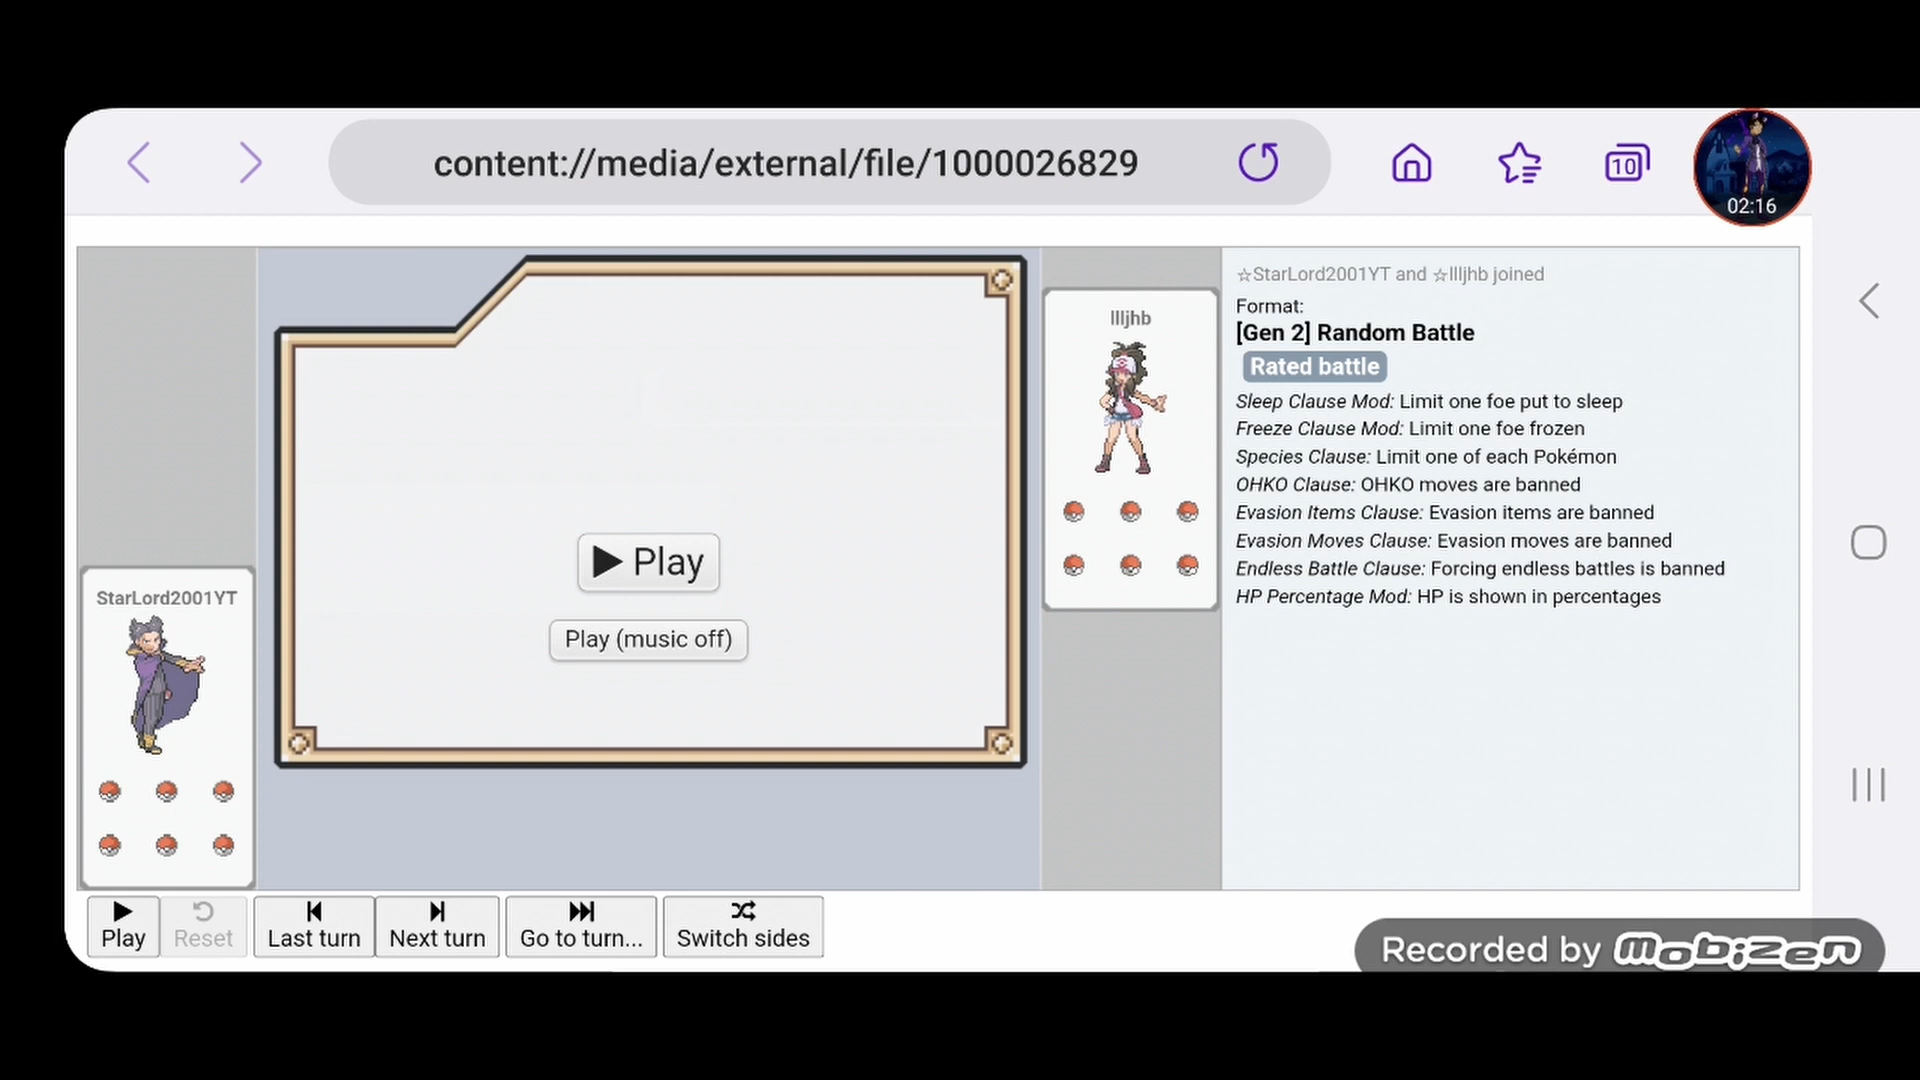 content://media/external/file/1000026829
10
02:16
☆StarLord2001YT and ☆llljhb joined
Format:
[Gen 2] Random Battle
Rated battle
Sleep Clause Mod: Limit one foe put to sleep
Freeze Clause Mod: Limit one foe frozen
Species Clause: Limit one of each Pokémon
OHKO Clause: OHKO moves are banned
Evasion Items Clause: Evasion items are banned
Evasion Moves Clause: Evasion moves are banned
Endless Battle Clause: Forcing endless battles is banned
HP Percentage Mod: HP is shown in percentages
llljhb
Play
Play (music off)
StarLord2001YT
Play
Reset
Last turn
Next turn
Go to turn...
Switch sides
Recorded by mobizen